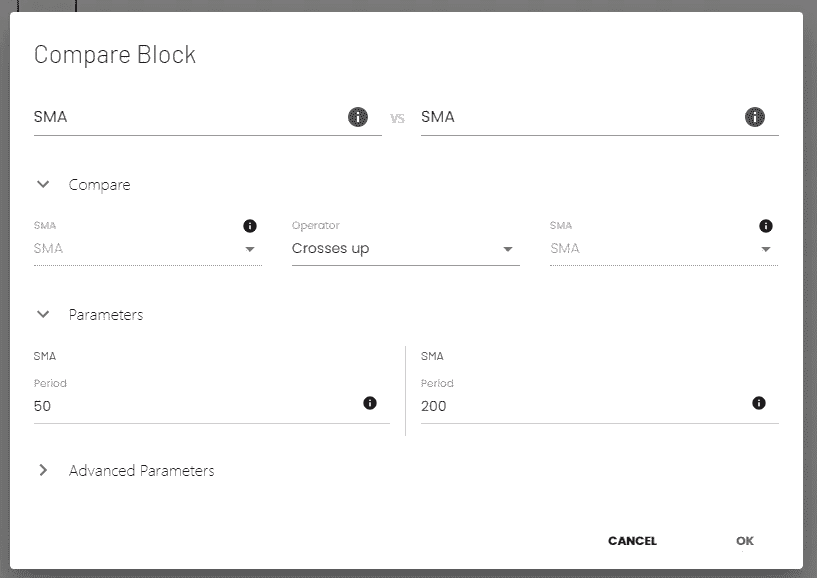 Compare Block
SMA VS SMA
Compare
SMA Operator SMA
SMA Crosses up SMA
Parameters
SMA SMA
Period Period
50 200
Advanced Parameters
CANCEL OK